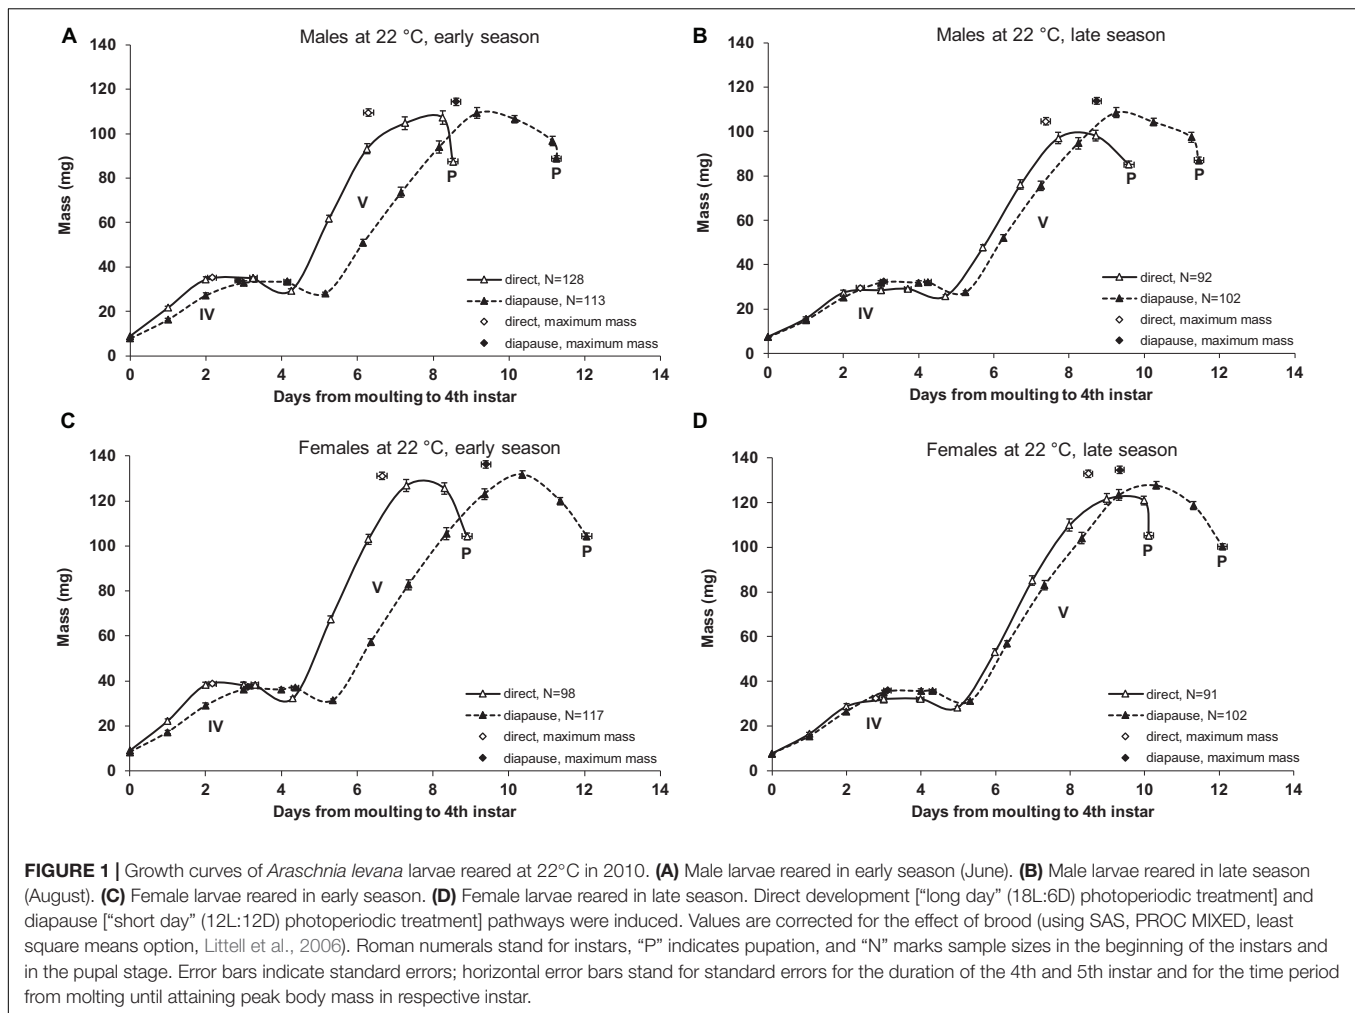 A
Males at 22 °C, early season
140
120
100
80
60
40
20
0
Mass (mg)
IV
V
P
P
direct, N=128
diapause, N=113
direct, maximum mass
diapause, maximum mass
0 2 4 6 8 10 12 14
Days from moulting to 4th instar
B
Males at 22 °C, late season
140
120
100
80
60
40
20
0
Mass (mg)
IV
V
P
P
direct, N=92
diapause, N=102
direct, maximum mass
diapause, maximum mass
0 2 4 6 8 10 12 14
Days from moulting to 4th instar
C
Females at 22 °C, early season
140
120
100
80
60
40
20
0
Mass (mg)
IV
V
P
P
direct, N=98
diapause, N=117
direct, maximum mass
diapause, maximum mass
0 2 4 6 8 10 12 14
Days from moulting to 4th instar
D
Females at 22 °C, late season
140
120
100
80
60
40
20
0
Mass (mg)
IV
V
P
P
direct, N=91
diapause, N=102
direct, maximum mass
diapause, maximum mass
0 2 4 6 8 10 12 14
Days from moulting to 4th instar
FIGURE 1 | Growth curves of Araschnia levana larvae reared at 22°C in 2010. (A) Male larvae reared in early season (June). (B) Male larvae reared in late season
(August). (C) Female larvae reared in early season. (D) Female larvae reared in late season. Direct development [“long day” (18L:6D) photoperiodic treatment] and
diapause [“short day” (12L:12D) photoperiodic treatment] pathways were induced. Values are corrected for the effect of brood (using SAS, PROC MIXED, least
square means option, Littell et al., 2006). Roman numerals stand for instars, “P” indicates pupation, and “N” marks sample sizes in the beginning of the instars and
in the pupal stage. Error bars indicate standard errors; horizontal error bars stand for standard errors for the duration of the 4th and 5th instar and for the time period
from molting until attaining peak body mass in respective instar.